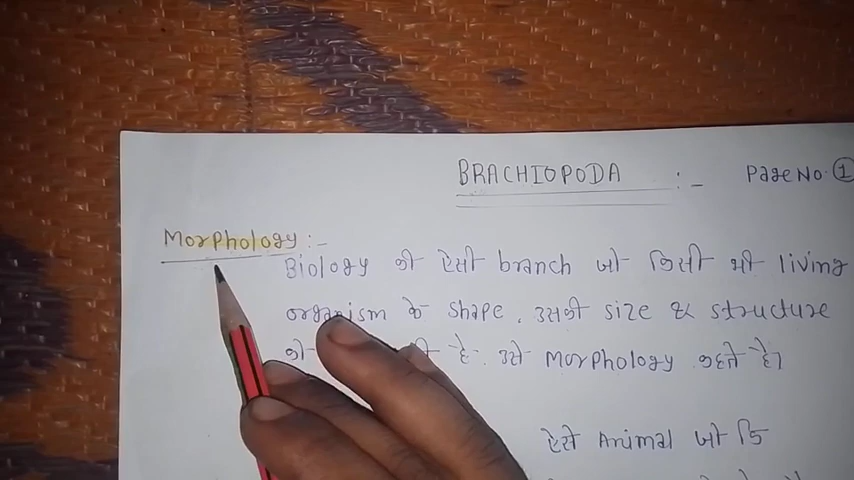 BRACHIOPODA :- Page No. 1
Morphology :-
Biology की ऐसी branch जो किसी भी living
organism के shape . उसकी size & structure
को है. उसे Morphology कहते है।
ऐसे Animal जो कि